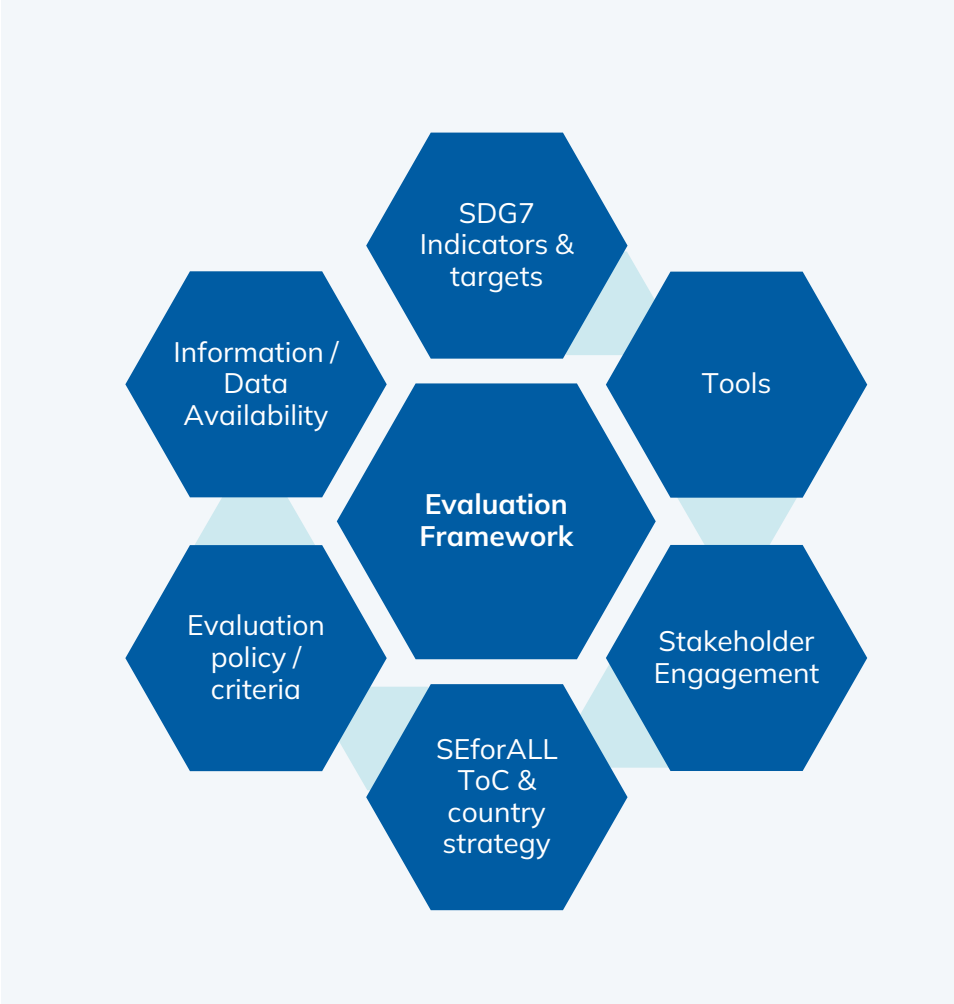 SDG7
Indicators &
targets
Information /
Data
Availability
Tools
Evaluation
Framework
Evaluation
policy /
criteria
Stakeholder
Engagement
SEforALL
ToC &
country
strategy